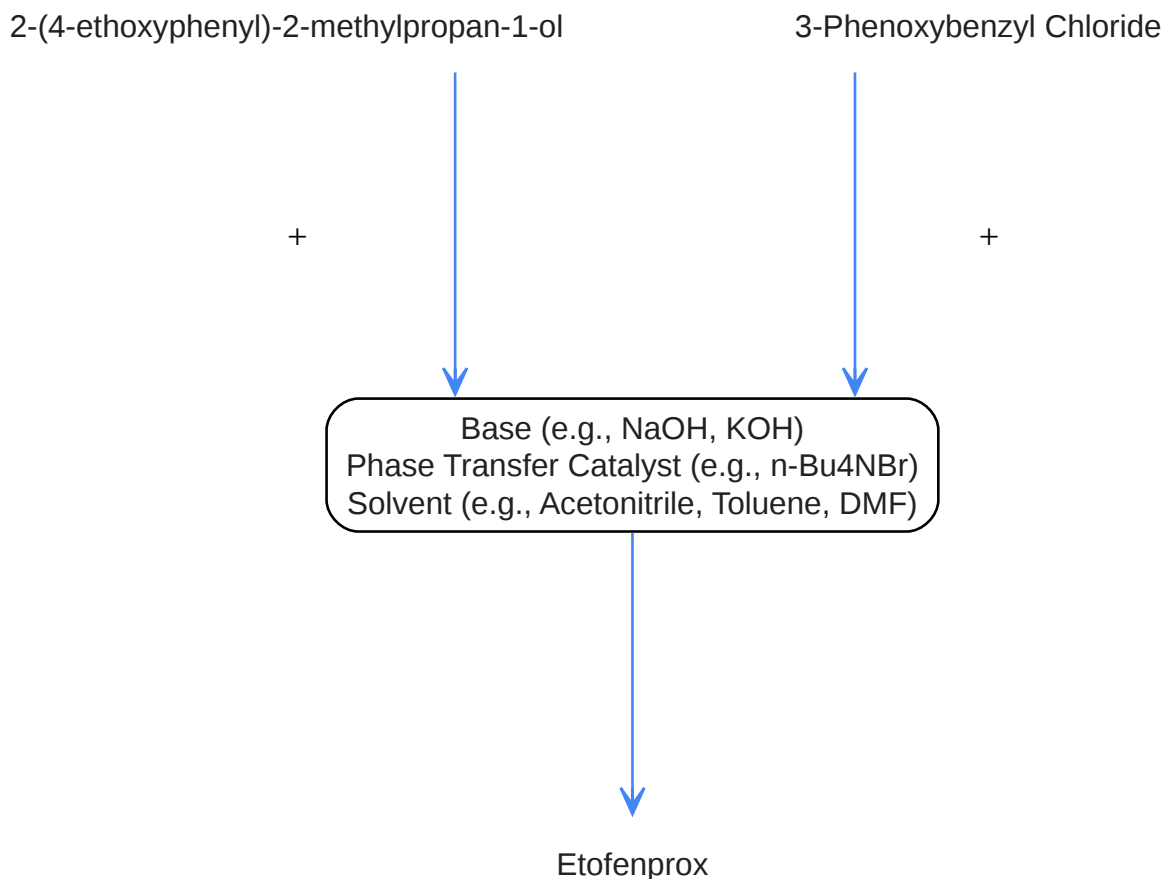 2-(4-ethoxyphenyl)-2-methylpropan-1-ol
3-Phenoxybenzyl Chloride
+
+
Base (e.g., NaOH, KOH)
Phase Transfer Catalyst (e.g., n-Bu4NBr)
Solvent (e.g., Acetonitrile, Toluene, DMF)
Etofenprox